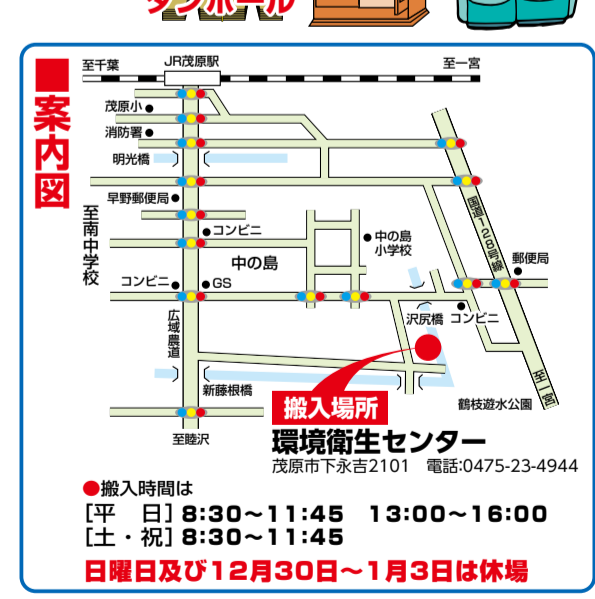 ダンボール
■案内図
至千葉
JR茂原駅
至一宮
茂原小
消防署
明光橋
早野郵便局
コンビニ
至南中学校
中の島
中の島
小学校
国道128号線
郵便局
コンビニ
GS
広域農道
沢尻橋
コンビニ
新藤根橋
至一宮
鶴枝遊水公園
搬入場所
至睦沢
環境衛生センター
茂原市下永吉2101 電話:0475-23-4944
●搬入時間は
[平 日] 8:30〜11:45 13:00〜16:00
[土・祝] 8:30〜11:45
日曜日及び12月30日〜1月3日は休場